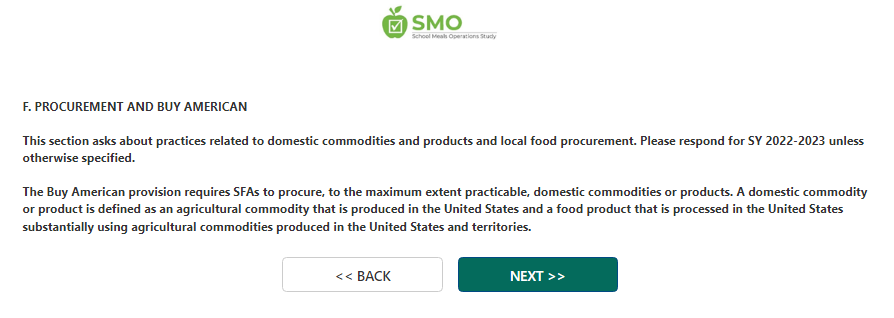 SMO
School Meals Operations Study
F. PROCUREMENT AND BUY AMERICAN
This section asks about practices related to domestic commodities and products and local food procurement. Please respond for SY 2022-2023 unless
otherwise specified.
The Buy American provision requires SFAs to procure, to the maximum extent practicable, domestic commodities or products. A domestic commodity
or product is defined as an agricultural commodity that is produced in the United States and a food product that is processed in the United States
substantially using agricultural commodities produced in the United States and territories.
<< BACK
NEXT >>